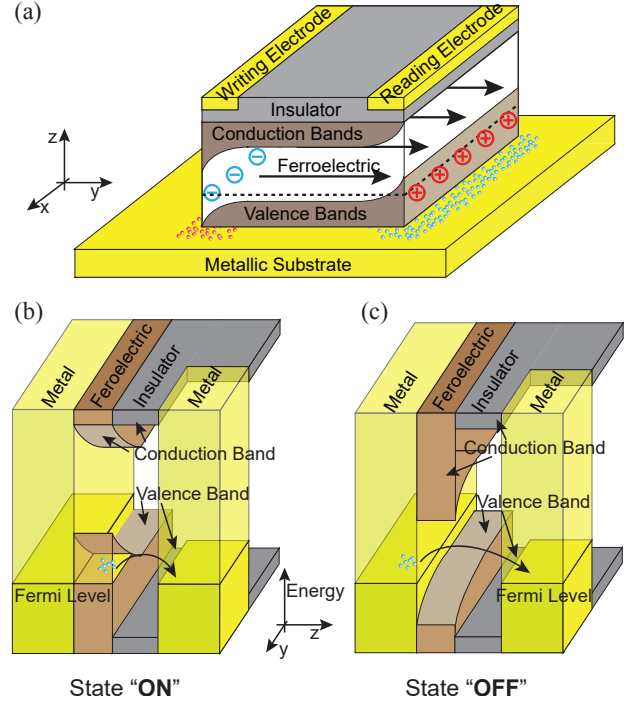 (a)
Writing Electrode
Reading Electrode
Insulator
Conduction Bands
Ferroelectric
Valence Bands
Metallic Substrate
z
y
x
(b)
Metal
Feroelectric
Insulator
Metal
Conduction Band
Valence Band
Fermi Level
State "ON"
Energy
z
y
(c)
Metal
Feroelectric
Insulator
Metal
Conduction Band
Valence Band
Fermi Level
State "OFF"